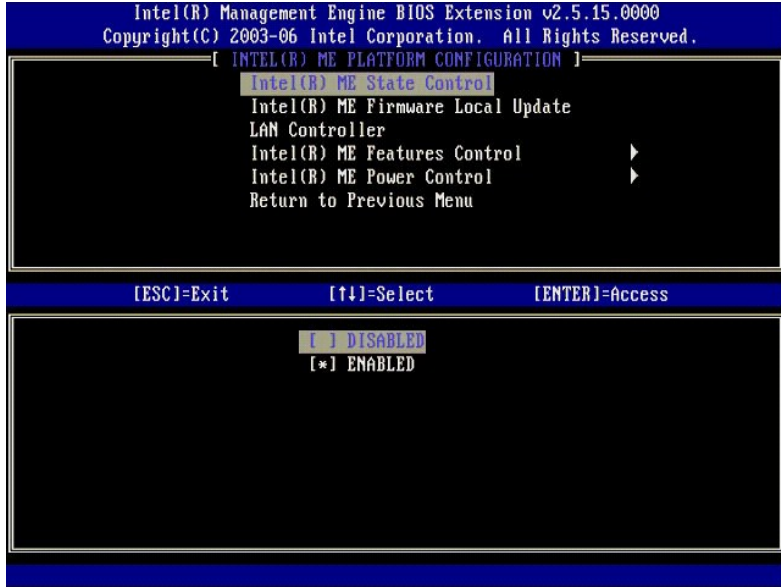 Intel(R) Management Engine BIOS Extension v2.5.15.0000
Copyright(C) 2003-06 Intel Corporation. All Rights Reserved.
[ INTEL(R) ME PLATFORM CONFIGURATION ]
Intel(R) ME State Control
Intel(R) ME Firmware Local Update
LAN Controller
Intel(R) ME Features Control ▶
Intel(R) ME Power Control ▶
Return to Previous Menu
[ESC]=Exit [↑↓]=Select [ENTER]=Access
[ ] DISABLED
[*] ENABLED